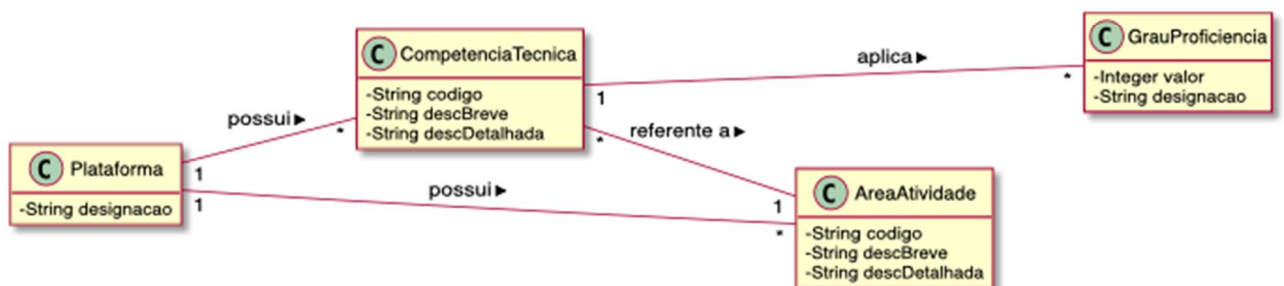 C GrauProficiencia
-Integer valor
-String designacao
C CompetenciaTecnica
-String codigo
-String descBreve
-String descDetalhada
aplica▶
1
*
possui▶
*
referente a▶
*
C Plataforma
-String designacao
1
1
possui▶
1
*
C AreaAtividade
-String codigo
-String descBreve
-String descDetalhada